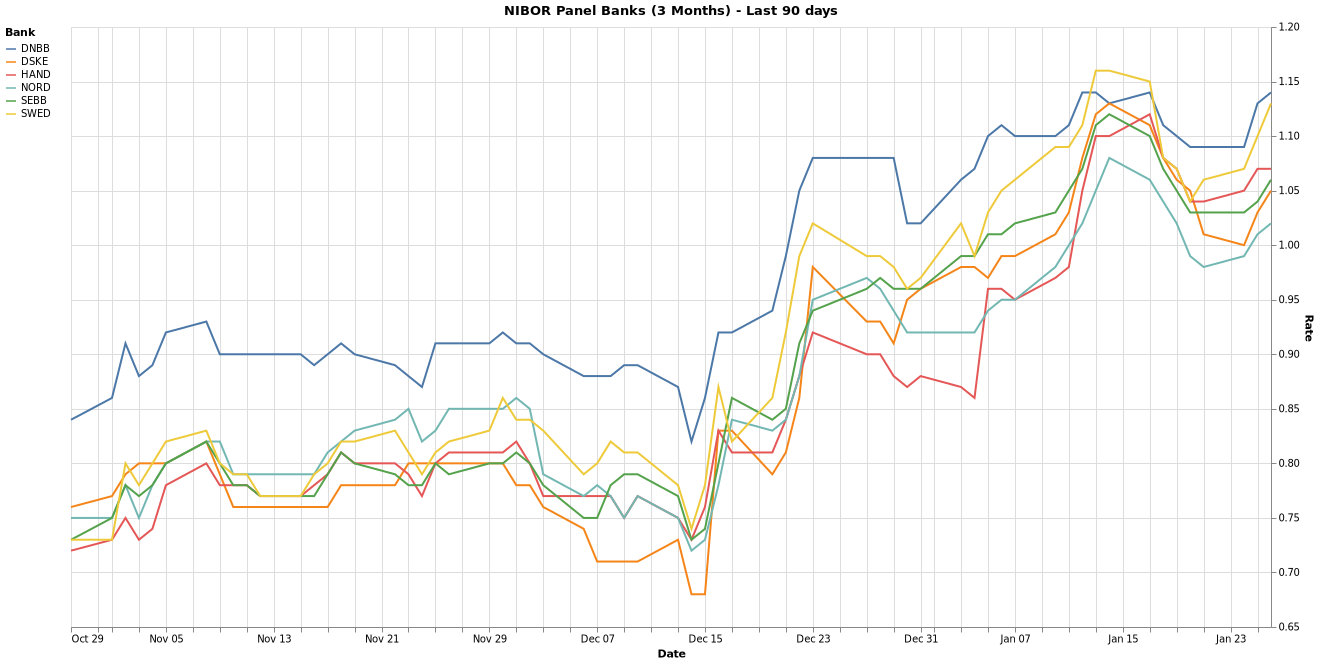 NIBOR Panel Banks (3 Months) - Last 90 days
Bank
DNBB
DSKE
HAND
NORD
SEBB
SWED
1.20
1.15
1.10
1.05
1.00
0.95
0.90
0.85
0.80
0.75
0.70
0.65
Rate
Oct 29 Nov 05 Nov 13 Nov 21 Nov 29 Dec 07 Dec 15 Dec 23 Dec 31 Jan 07 Jan 15 Jan 23
Date